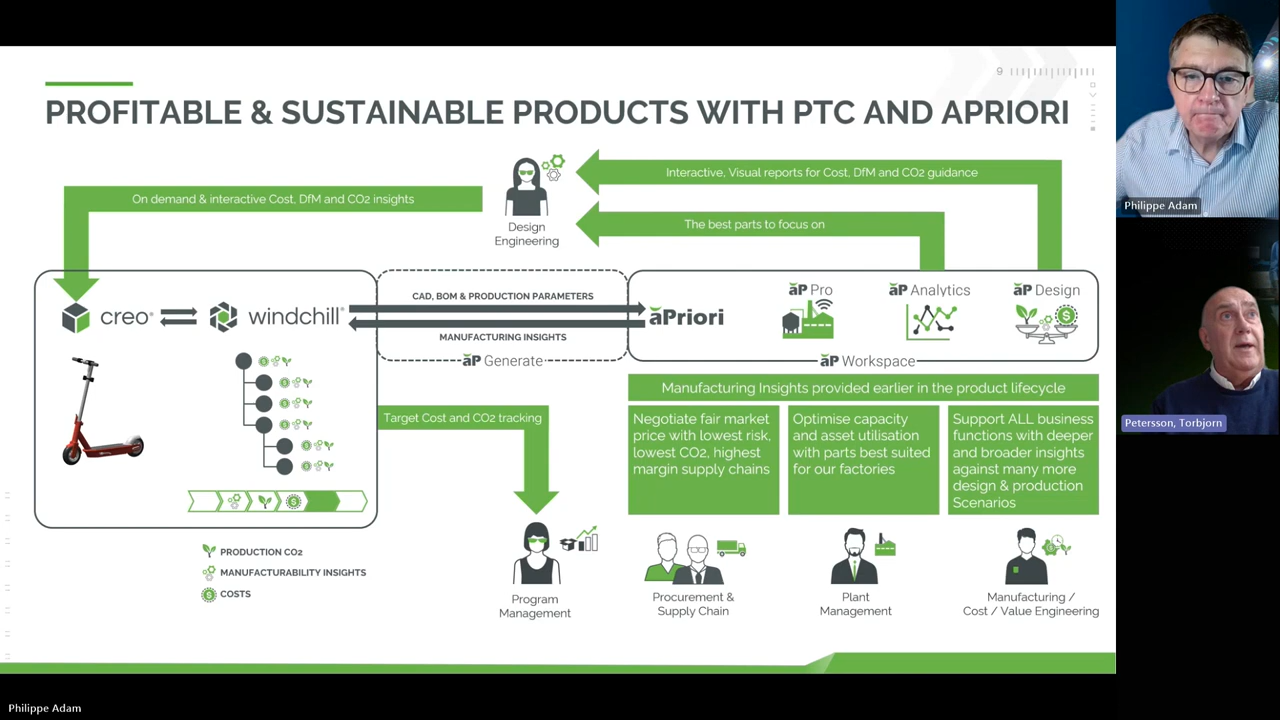 9
PROFITABLE & SUSTAINABLE PRODUCTS WITH PTC AND APRIORI
On demand & interactive Cost, DfM and CO2 insights
Interactive, Visual reports for Cost, DfM and CO2 guidance
The best parts to focus on
Design
Engineering
creo®
windchill®
CAD, BOM & PRODUCTION PARAMETERS
MANUFACTURING INSIGHTS
aP Generate
aPriori
aP Pro
aP Analytics
aP Design
aP Workspace
Manufacturing Insights provided earlier in the product lifecycle
Target Cost and CO2 tracking
Negotiate fair market
price with lowest risk,
lowest CO2, highest
margin supply chains
Optimise capacity
and asset utilisation
with parts best suited
for our factories
Support ALL business
functions with deeper
and broader insights
against many more
design & production
Scenarios
PRODUCTION CO2
MANUFACTURABILITY INSIGHTS
COSTS
Program
Management
Procurement &
Supply Chain
Plant
Management
Manufacturing /
Cost / Value Engineering
Philippe Adam
Petersson, Torbjorn
Philippe Adam